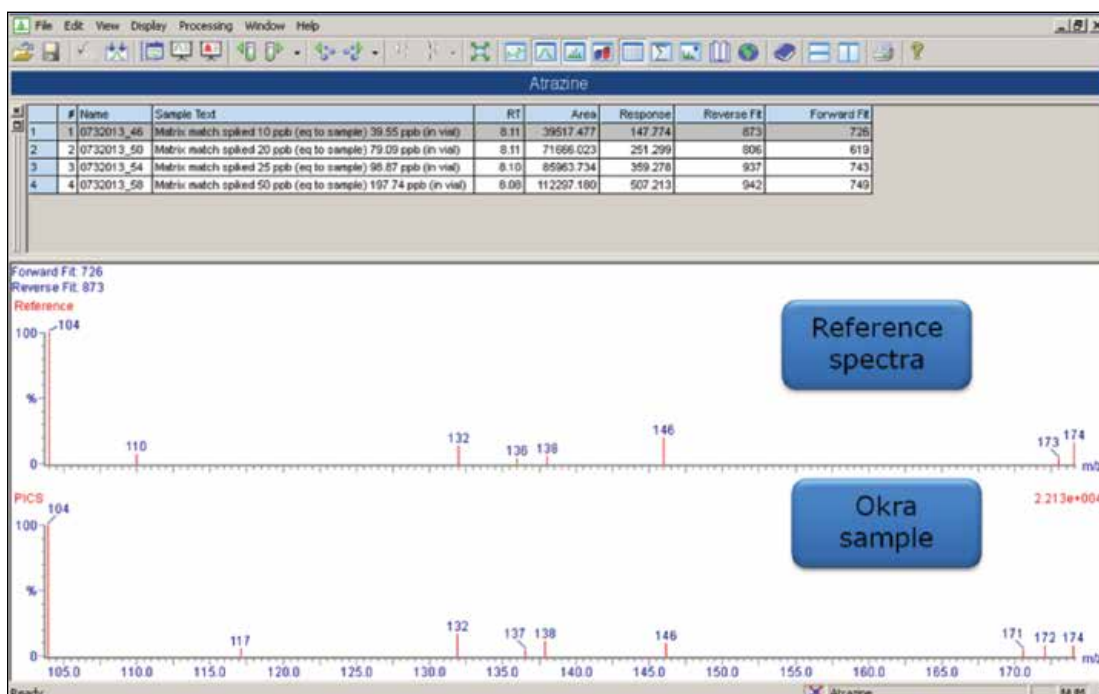 File Edit View Display Processing Window Help
Atrazine
# Name Sample Text RT Area Response Reverse Fit Forward Fit
1 1 0732013_46 Matrix match spiked 10 ppb (eq to sample) 39.55 ppb (in vial) 8.11 39517.477 147.774 873 726
2 2 0732013_50 Matrix match spiked 20 ppb (eq to sample) 79.09 ppb (in vial) 8.11 71666.023 251.299 806 619
3 3 0732013_54 Matrix match spiked 25 ppb (eq to sample) 98.87 ppb (in vial) 8.10 85963.734 359.278 937 743
4 4 0732013_58 Matrix match spiked 50 ppb (eq to sample) 197.74 ppb (in vial) 8.08 112297.180 507.213 942 749
Forward Fit: 726
Reverse Fit: 873
Reference
Reference
spectra
100
104
%
110
132
136
138
146
173
174
0
m/z
PICS
2.213e+004
Okra
sample
104
100
%
117
132
137
138
146
171
172
174
0
m/z
105.0 110.0 115.0 120.0 125.0 130.0 135.0 140.0 145.0 150.0 155.0 160.0 165.0 170.0
Ready
Atrazine
NUM